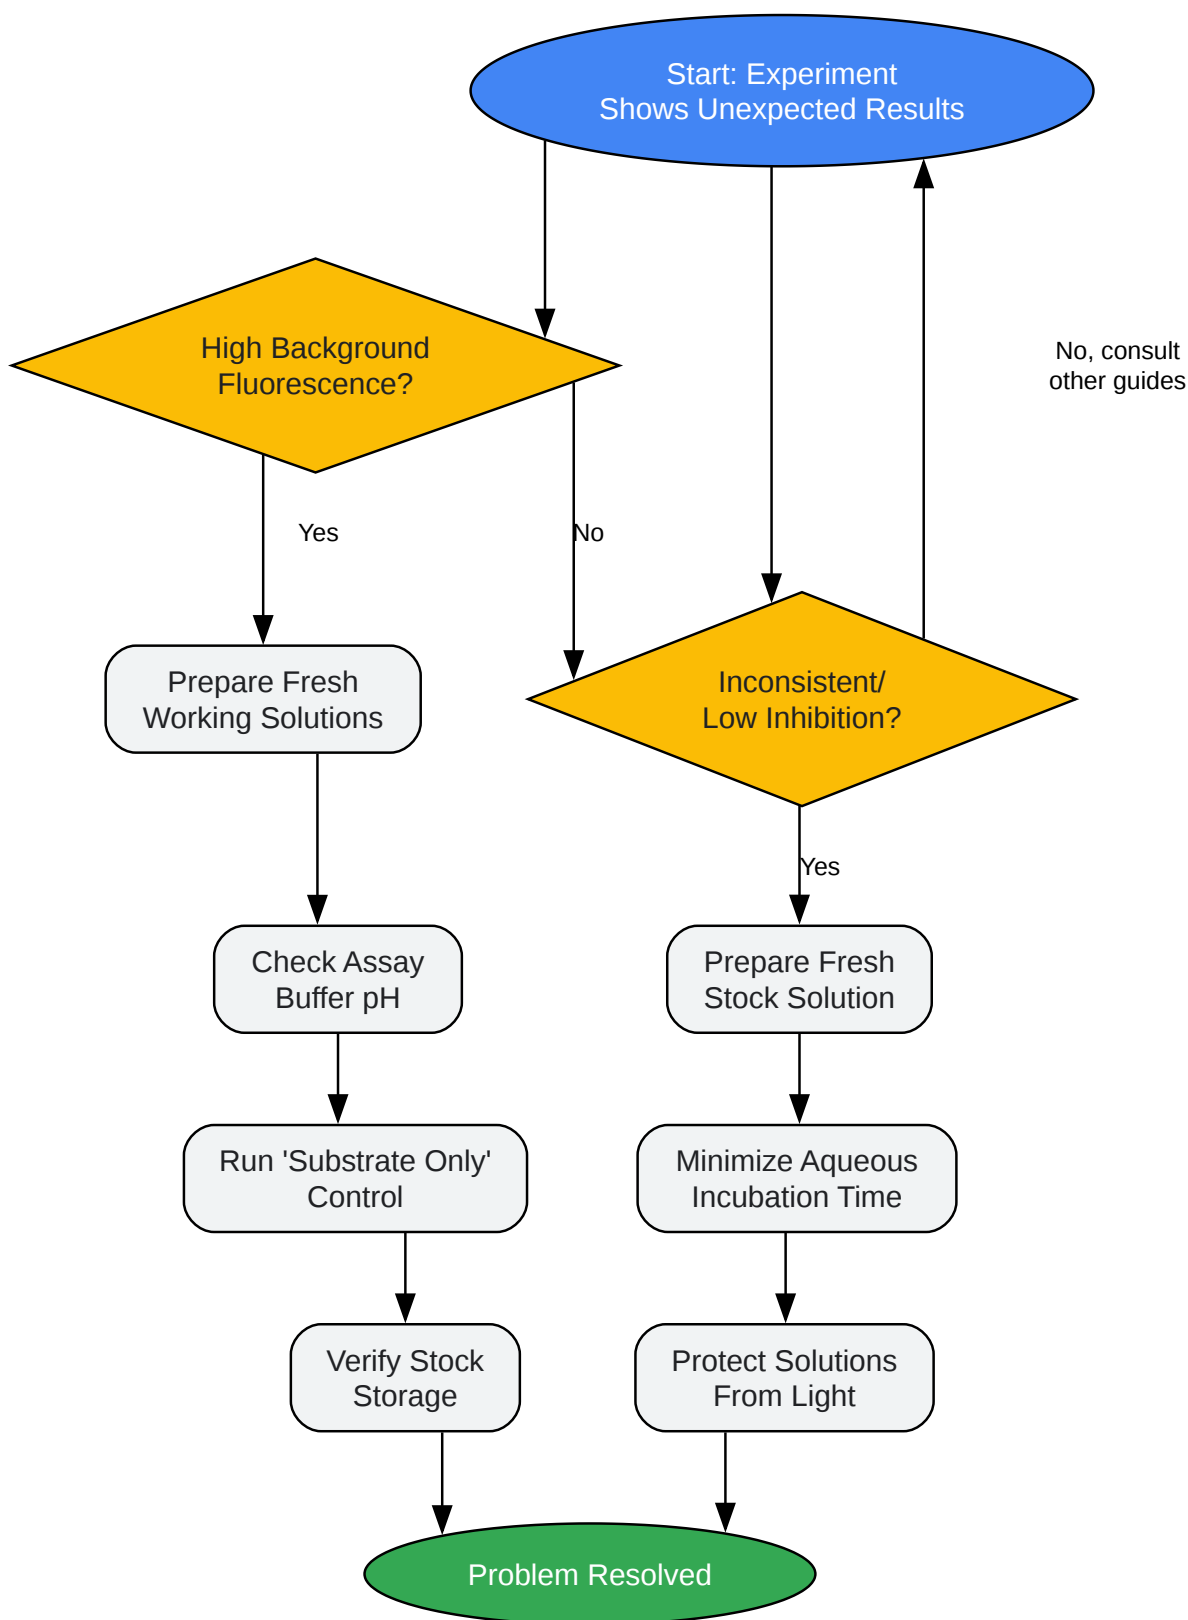 Start: Experiment
Shows Unexpected Results
High Background
Fluorescence?
No, consult
other guides
Yes
No
Prepare Fresh
Working Solutions
Inconsistent/
Low Inhibition?
Yes
Check Assay
Buffer pH
Prepare Fresh
Stock Solution
Run 'Substrate Only'
Control
Minimize Aqueous
Incubation Time
Verify Stock
Storage
Protect Solutions
From Light
Problem Resolved